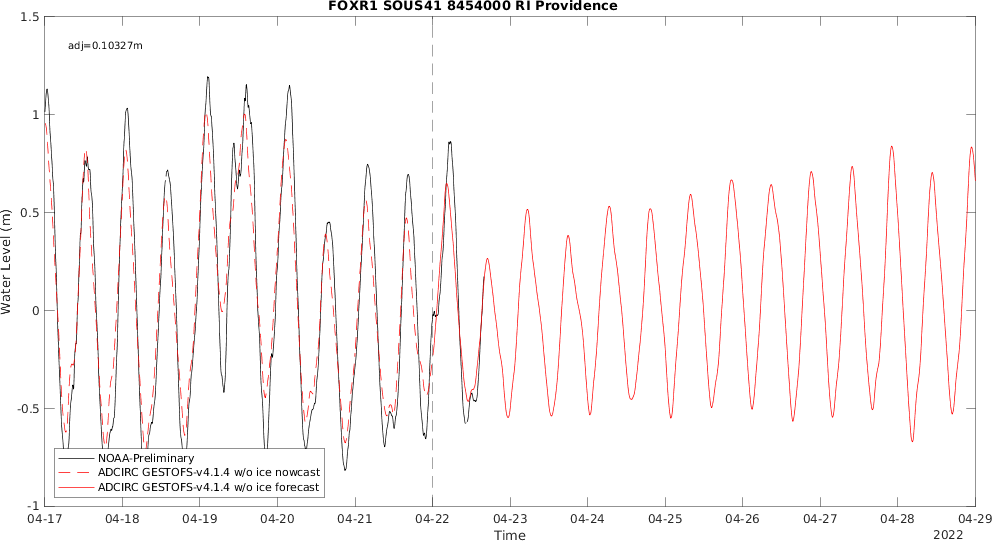 FOXR1 SOUS41 8454000 RI Providence
1.5
adj=0.10327m
1
0.5
Water Level (m)
0
-0.5
NOAA-Preliminary
ADCIRC GESTOFS-v4.1.4 w/o ice nowcast
ADCIRC GESTOFS-v4.1.4 w/o ice forecast
-1
04-17 04-18 04-19 04-20 04-21 04-22 04-23 04-24 04-25 04-26 04-27 04-28 04-29
Time
2022